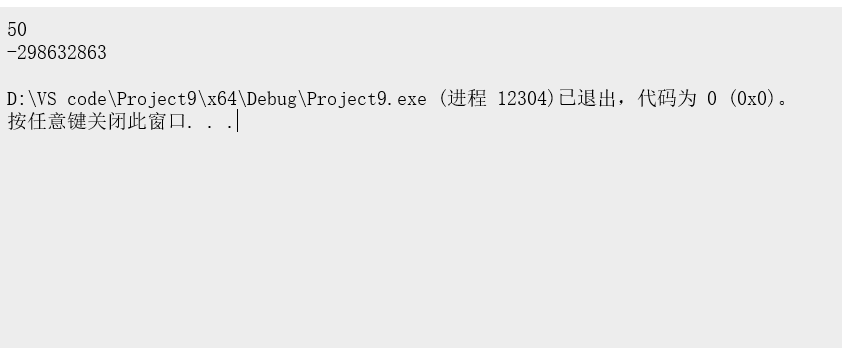 50
-298632863
D:\VS code\Project9\x64\Debug\Project9.exe (进程 12304)已退出，代码为 0 (0x0)。
按任意键关闭此窗口. . .